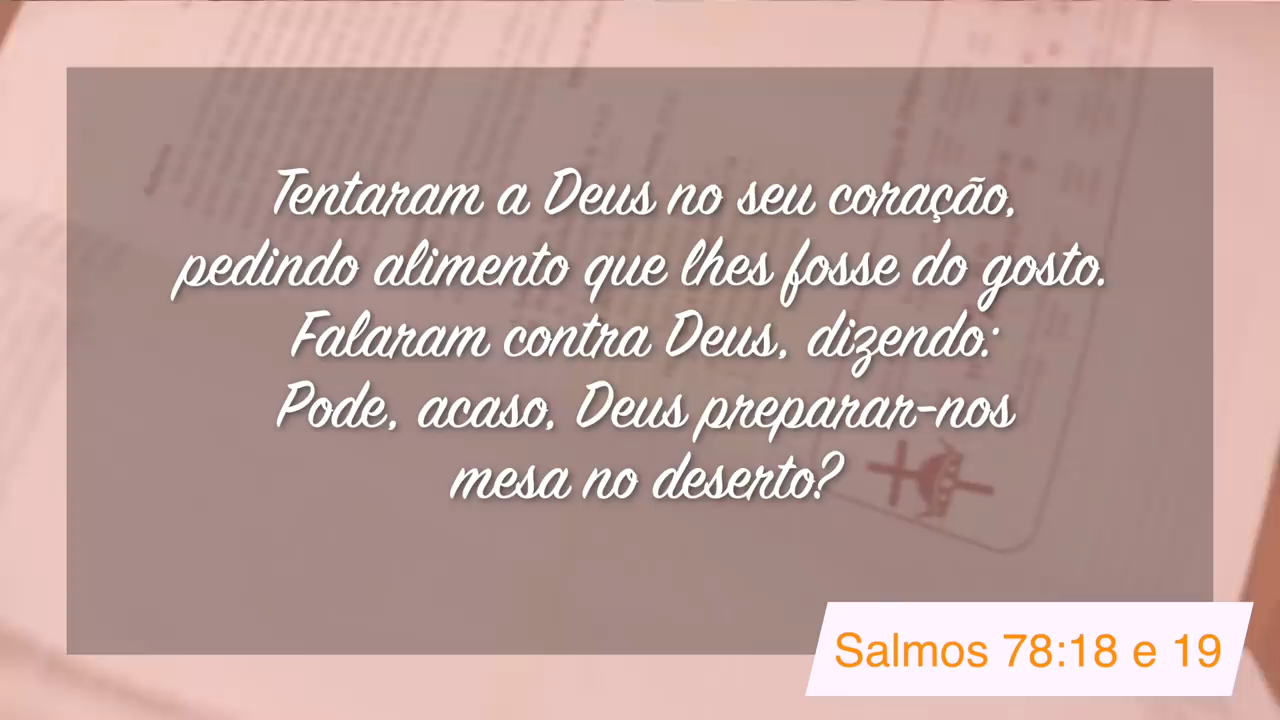 Tentaram a Deus no seu coração,
pedindo alimento que lhes fosse do gosto.
Falaram contra Deus, dizendo:
Pode, acaso, Deus preparar-nos
mesa no deserto?
Salmos 78:18 e 19